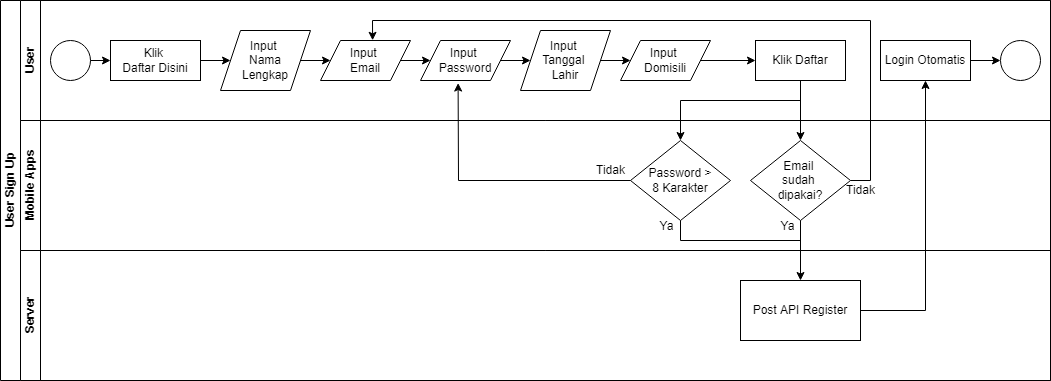 User Sign Up
User
Klik
Daftar Disini
Input
Nama
Lengkap
Input
Email
Input
Password
Input
Tanggal
Lahir
Input
Domisili
Klik Daftar
Login Otomatis
Mobile Apps
Tidak
Password >
8 Karakter
Ya
Email
sudah
dipakai?
Tidak
Ya
Server
Post API Register